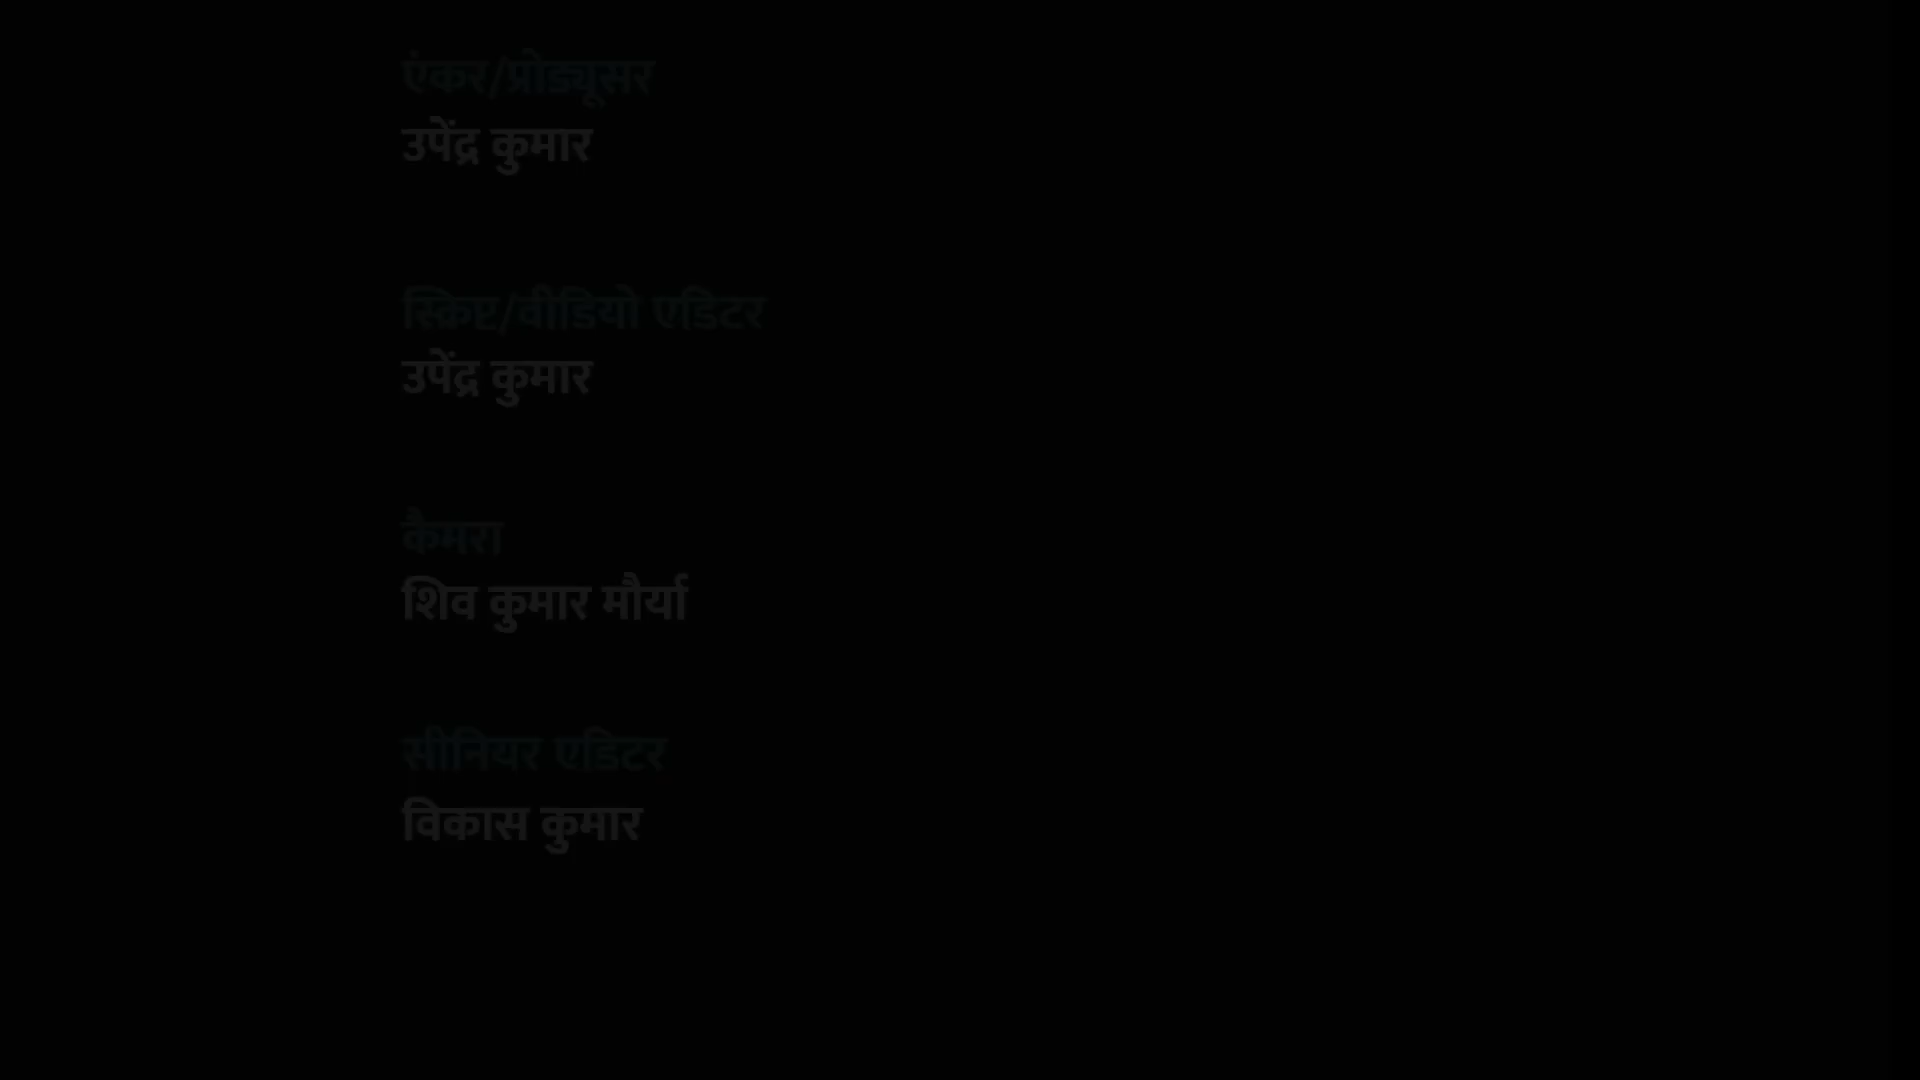 एंकर/प्रोड्यूसर
उपेंद्र कुमार
स्क्रिप्ट/वीडियो एडिटर
उपेंद्र कुमार
कैमरा
शिव कुमार मौर्या
सीनियर एडिटर
विकास कुमार